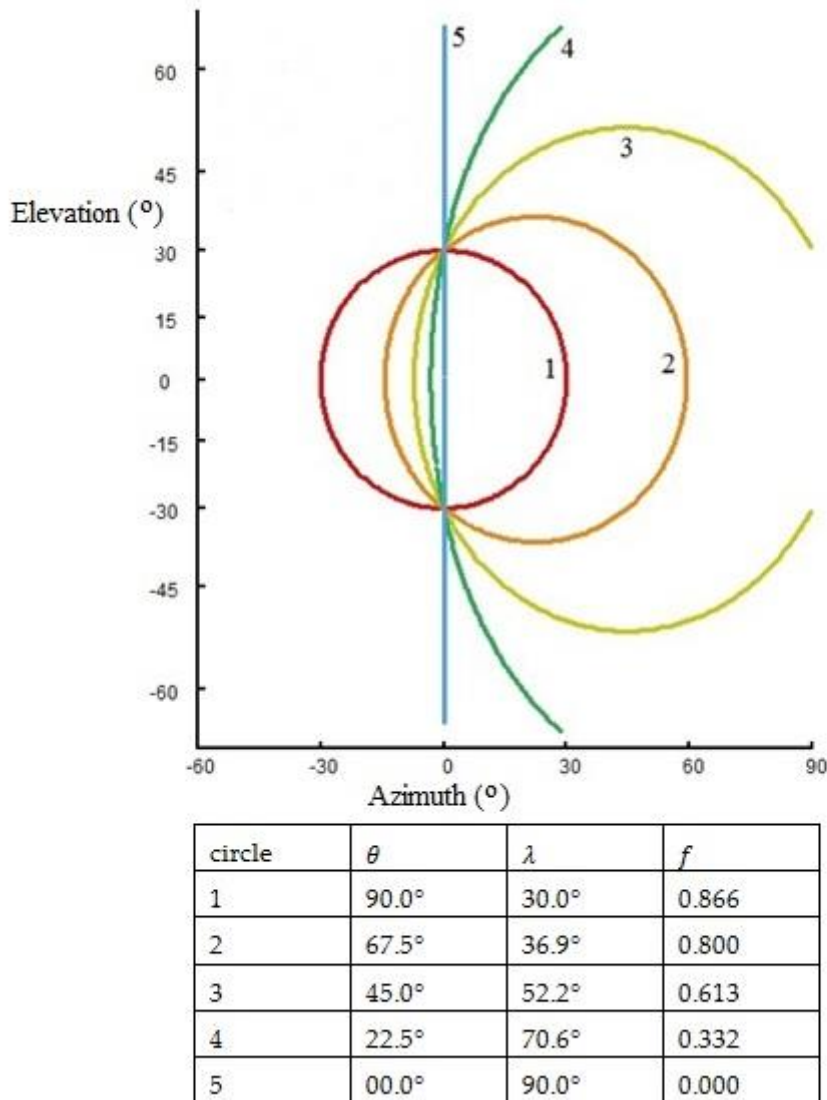 5
4
60
3
45
Elevation (º)
30
15
0
1
2
-15
-30
-45
-60
-60 -30 0 30 60 90
Azimuth (º)
circle θ λ f
1 90.0° 30.0° 0.866
2 67.5° 36.9° 0.800
3 45.0° 52.2° 0.613
4 22.5° 70.6° 0.332
5 00.0° 90.0° 0.000